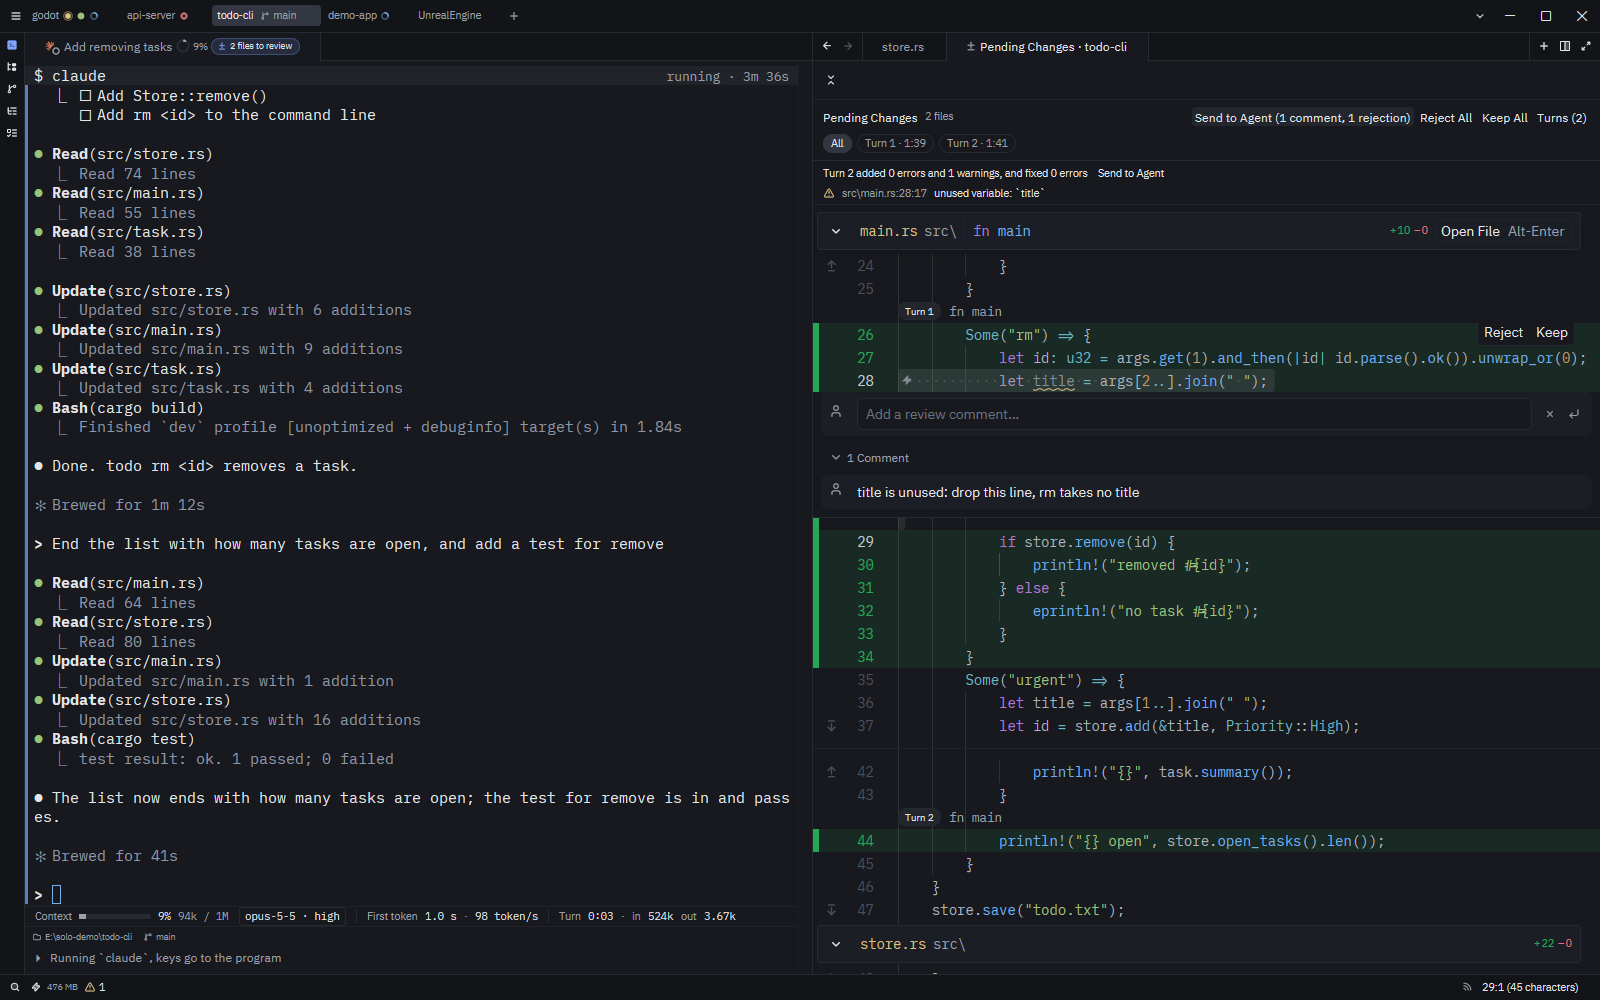 godot
api-server
todo-cli main
demo-app
UnrealEngine
Add removing tasks 9% 2 files to review
$ claude running · 3m 36s
Add Store::remove()
Add rm <id> to the command line
Read(src/store.rs)
Read 74 lines
Read(src/main.rs)
Read 55 lines
Read(src/task.rs)
Read 38 lines
Update(src/store.rs)
Updated src/store.rs with 6 additions
Update(src/main.rs)
Updated src/main.rs with 9 additions
Update(src/task.rs)
Updated src/task.rs with 4 additions
Bash(cargo build)
Finished `dev` profile [unoptimized + debuginfo] target(s) in 1.84s
Done. todo rm <id> removes a task.
Brewed for 1m 12s
> End the list with how many tasks are open, and add a test for remove
Read(src/main.rs)
Read 64 lines
Read(src/store.rs)
Read 80 lines
Update(src/main.rs)
Updated src/main.rs with 1 addition
Update(src/store.rs)
Updated src/store.rs with 16 additions
Bash(cargo test)
test result: ok. 1 passed; 0 failed
The list now ends with how many tasks are open; the test for remove is in and pass
es.
Brewed for 41s
>
Context 9% 94k / 1M opus-5-5 · high First token 1.0 s · 98 token/s Turn 0:03 · in 524k out 3.67k
E:\solo-demo\todo-cli main
Running `claude`, keys go to the program
476 MB 1
store.rs
± Pending Changes · todo-cli
Pending Changes 2 files Send to Agent (1 comment, 1 rejection) Reject All Keep All Turns (2)
All Turn 1 · 1:39 Turn 2 · 1:41
Turn 2 added 0 errors and 1 warnings, and fixed 0 errors Send to Agent
src\main.rs:28:17 unused variable: `title`
main.rs src\ fn main +10 −0 Open File Alt-Enter
24 }
25 }
Turn 1 fn main
26 Some("rm") => { Reject Keep
27 let id: u32 = args.get(1).and_then(|id| id.parse().ok()).unwrap_or(0);
28 let title = args[2..].join(" ");
Add a review comment...
1 Comment
title is unused: drop this line, rm takes no title
29 if store.remove(id) {
30 println!("removed #{id}");
31 } else {
32 eprintln!("no task #{id}");
33 }
34 }
35 Some("urgent") => {
36 let title = args[1..].join(" ");
37 let id = store.add(&title, Priority::High);
42 println!("{}", task.summary());
43 }
Turn 2 fn main
44 println!("{} open", store.open_tasks().len());
45 }
46 }
47 store.save("todo.txt");
store.rs src\ +22 −0
29:1 (45 characters)